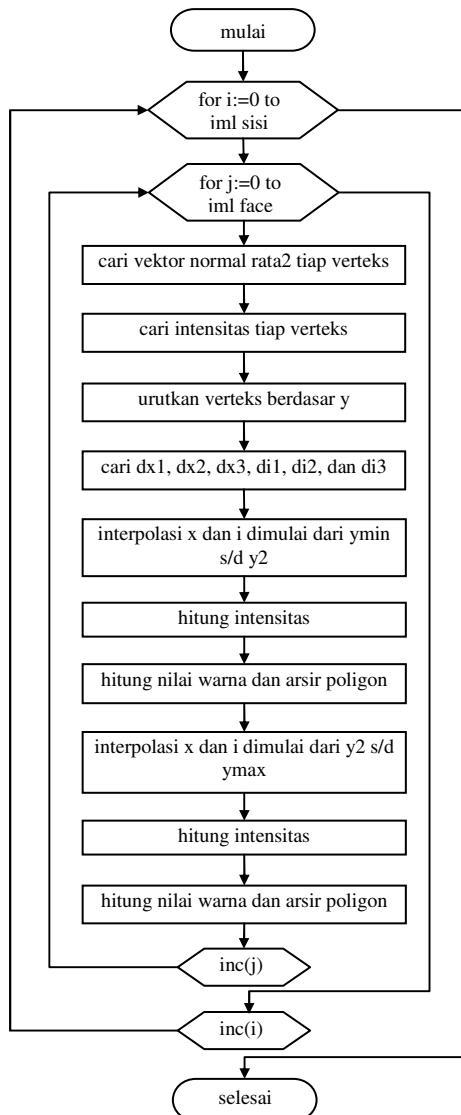 mulai
for i:=0 to
iml sisi
for j:=0 to
iml face
cari vektor normal rata2 tiap verteks
cari intensitas tiap verteks
urutkan verteks berdasar y
cari dx1, dx2, dx3, di1, di2, dan di3
interpolasi x dan i dimulai dari ymin
s/d y2
hitung intensitas
hitung nilai warna dan arsir poligon
interpolasi x dan i dimulai dari y2 s/d
ymax
hitung intensitas
hitung nilai warna dan arsir poligon
inc(j)
inc(i)
selesai